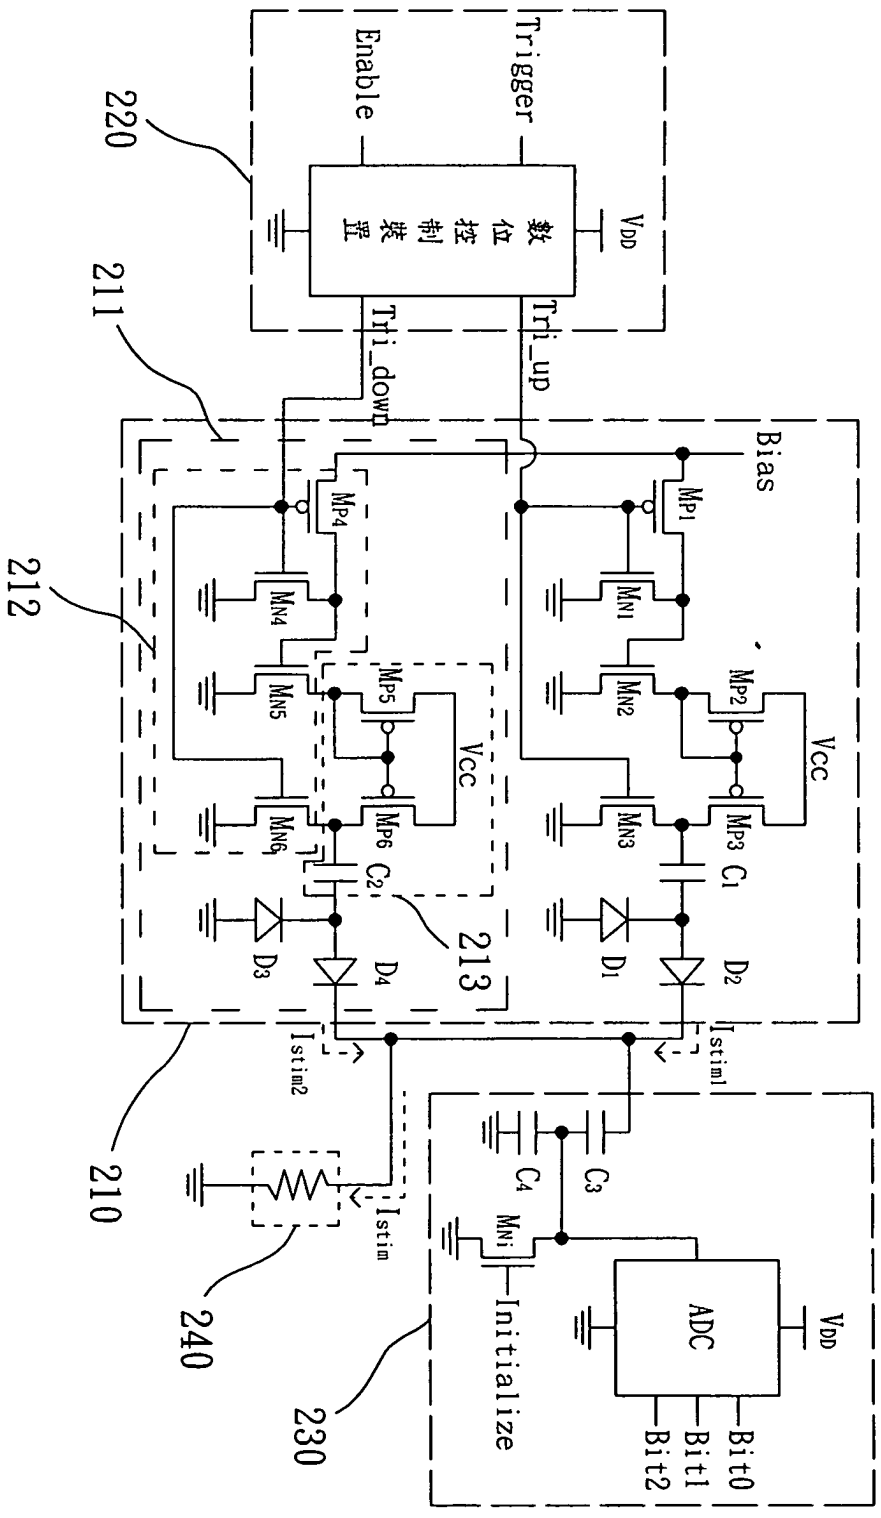 220
Trigger
Enable
數位控制裝置
VDD
Tri_up
Tri_down
211
210
212
213
Bias
MP1
MN1
MN2
MP2
VCC
MP3
MN3
C1
D1
D2
MP4
MN4
MN5
MP5
VCC
MP6
MN6
C2
D3
D4
Istim1
Istim2
Istim
240
230
C3
C4
MNi
Initialize
ADC
VDD
Bit0
Bit1
Bit2